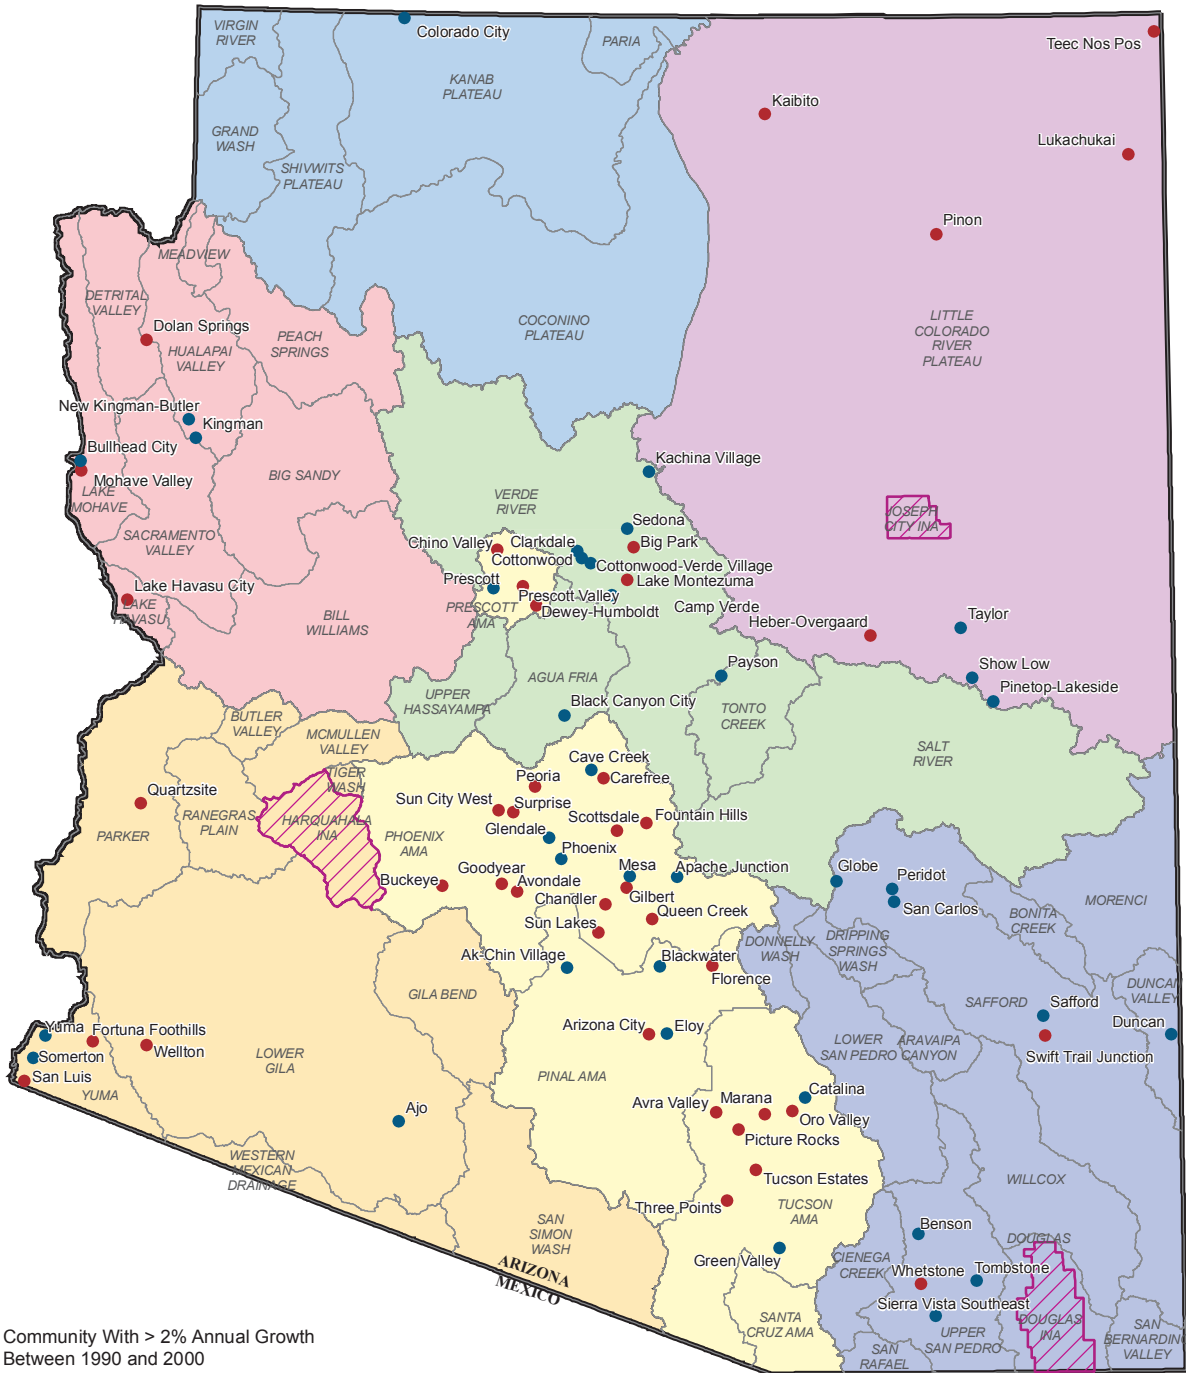 VIRGIN
RIVER
Colorado City
PARIA
Teec Nos Pos
KANAB
PLATEAU
Kaibito
GRAND
WASH
Lukachukai
SHIVWITS
PLATEAU
Pinon
MEADVIEW
DETRITAL
VALLEY
Dolan Springs
PEACH
SPRINGS
HUALAPAI
VALLEY
COCONINO
PLATEAU
LITTLE
COLORADO
RIVER
PLATEAU
New Kingman-Butler
Kingman
Bullhead City
Mohave Valley
LAKE
MOHAVE
BIG SANDY
Kachina Village
VERDE
RIVER
JOSEPH
CITY INA
Sedona
Big Park
SACRAMENTO
VALLEY
Chino Valley
Clarkdale
Cottonwood
Cottonwood-Verde Village
Prescott
Lake Montezuma
Lake Havasu City
LAKE
HAVASU
Prescott Valley
Dewey-Humboldt
PRESCOTT
AMA
Camp Verde
BILL
WILLIAMS
Heber-Overgaard
Taylor
Show Low
Payson
Pinetop-Lakeside
AGUA FRIA
UPPER
HASSAYAMPA
Black Canyon City
TONTO
CREEK
BUTLER
VALLEY
MCMULLEN
VALLEY
SALT
RIVER
Cave Creek
Carefree
TIGER
WASH
Peoria
Quartzsite
Sun City West
Surprise
Scottsdale
Fountain Hills
PARKER
RANEGRAS
PLAIN
HARQUAHALA
INA
PHOENIX
AMA
Glendale
Phoenix
Mesa
Apache Junction
Globe
Peridot
San Carlos
Buckeye
Goodyear
Avondale
Chandler
Gilbert
Queen Creek
Sun Lakes
BONITA
CREEK
MORENCI
DONNELLY
WASH
DRIPPING
SPRINGS
WASH
Ak-Chin Village
Blackwater
Florence
GILA BEND
SAFFORD
Safford
DUNCAN
VALLEY
Duncan
Yuma
Fortuna Foothills
Wellton
Somerton
San Luis
YUMA
LOWER
GILA
Arizona City
Eloy
LOWER
SAN PEDRO
ARAVAIPA
CANYON
Swift Trail Junction
PINAL AMA
Ajo
Avra Valley
Marana
Catalina
Oro Valley
Picture Rocks
WESTERN
MEXICAN
DRAINAGE
Tucson Estates
WILLCOX
Three Points
TUCSON
AMA
SAN
SIMON
WASH
Benson
DOUGLAS
Green Valley
CIENEGA
CREEK
ARIZONA
MEXICO
Whetstone
Tombstone
Sierra Vista Southeast
SANTA
CRUZ AMA
UPPER
SAN PEDRO
DOUGLAS
INA
SAN
RAFAEL
SAN
BERNARDINO
VALLEY
Community With > 2% Annual Growth
Between 1990 and 2000